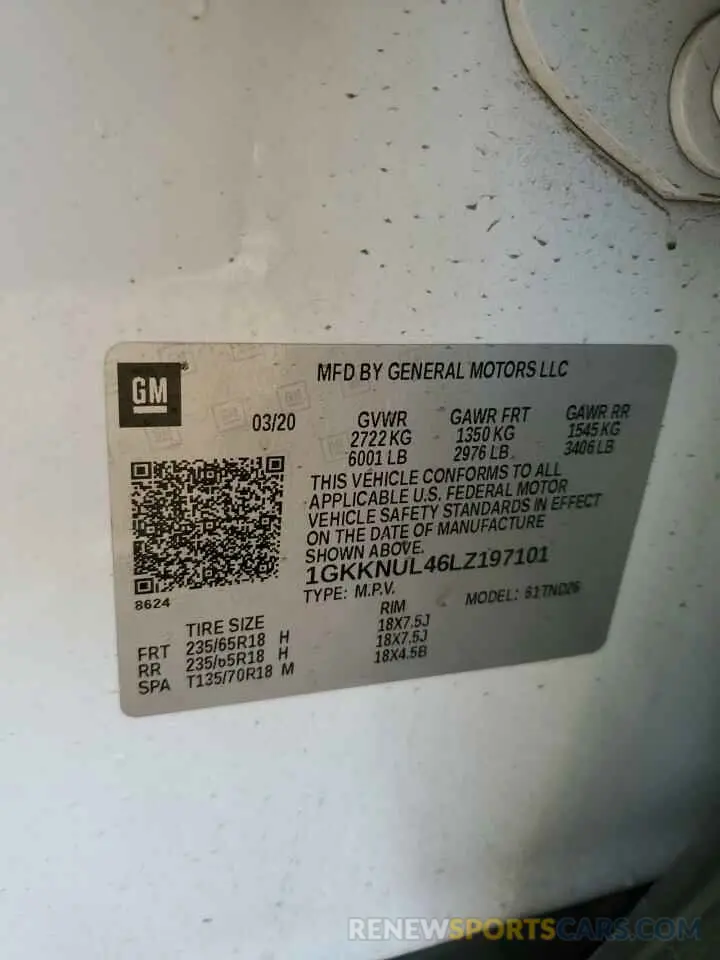 GM
MFD BY GENERAL MOTORS LLC
03/20 GVWR GAWR FRT GAWR RR
2722 KG 1350 KG 1545 KG
6001 LB 2976 LB 3406 LB
THIS VEHICLE CONFORMS TO ALL
APPLICABLE U.S. FEDERAL MOTOR
VEHICLE SAFETY STANDARDS IN EFFECT
ON THE DATE OF MANUFACTURE
SHOWN ABOVE.
1GKKNUL46LZ197101
8624
TYPE: M.P.V. MODEL: 61TND26
TIRE SIZE RIM
FRT 235/65R18 H 18X7.5J
RR 235/65R18 H 18X7.5J
SPA T135/70R18 M 18X4.5B
RENEWSPORTSCARS.COM